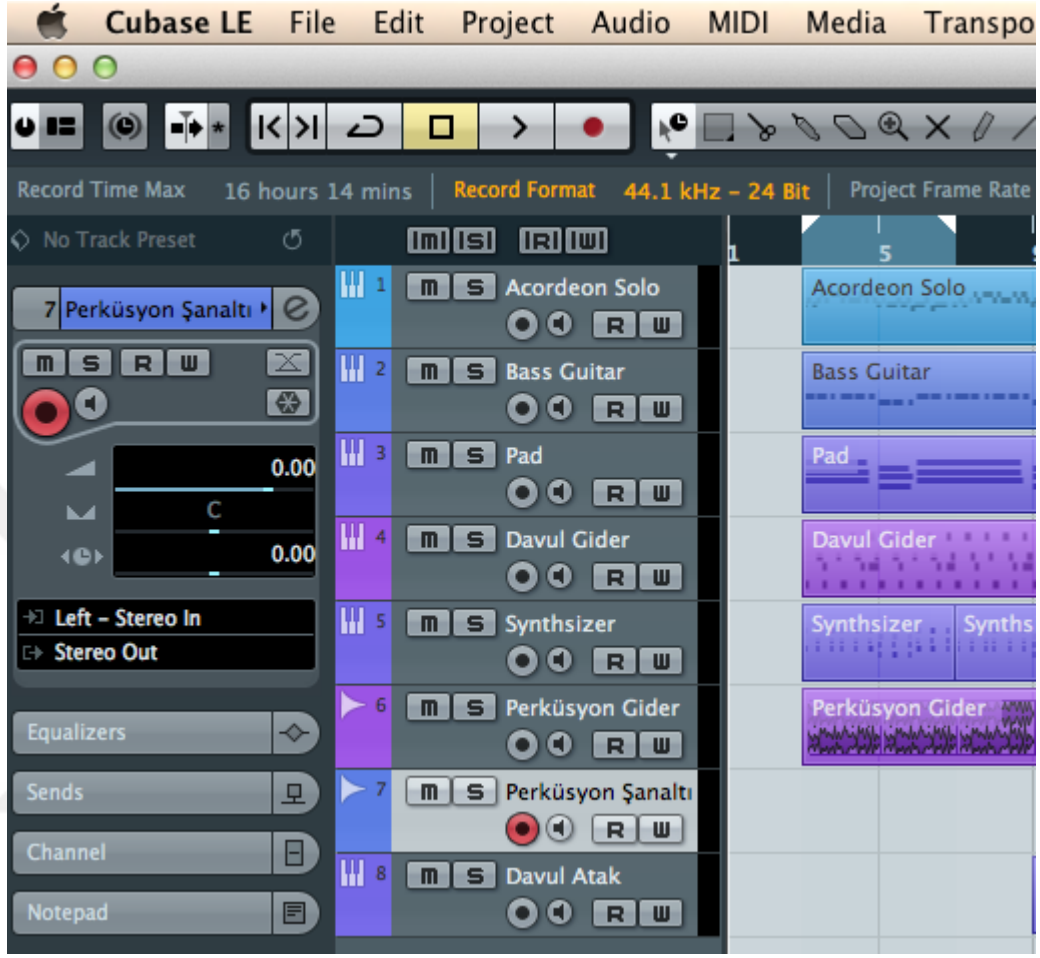 Cubase LE File Edit Project Audio MIDI Media Transpo
Record Time Max 16 hours 14 mins Record Format 44.1 kHz – 24 Bit Project Frame Rate
No Track Preset
m s R W
1 5
7 Perküsyon Şanaltı e
m s R W
0.00
C
0.00
Left – Stereo In
Stereo Out
Equalizers
Sends
Channel
Notepad
1 m s Acordeon Solo
R W
2 m s Bass Guitar
R W
3 m s Pad
R W
4 m s Davul Gider
R W
5 m s Synthsizer
R W
6 m s Perküsyon Gider
R W
7 m s Perküsyon Şanaltı
R W
8 m s Davul Atak
R W
Acordeon Solo
Bass Guitar
Pad
Davul Gider
Synthsizer Synths
Perküsyon Gider